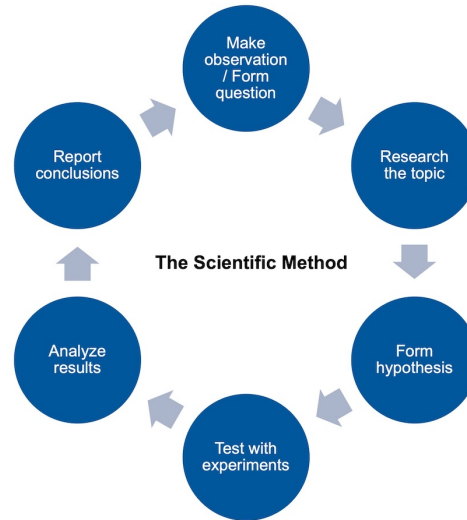 Make
observation
/ Form
question
Research
the topic
Form
hypothesis
Test with
experiments
Analyze
results
Report
conclusions
The Scientific Method